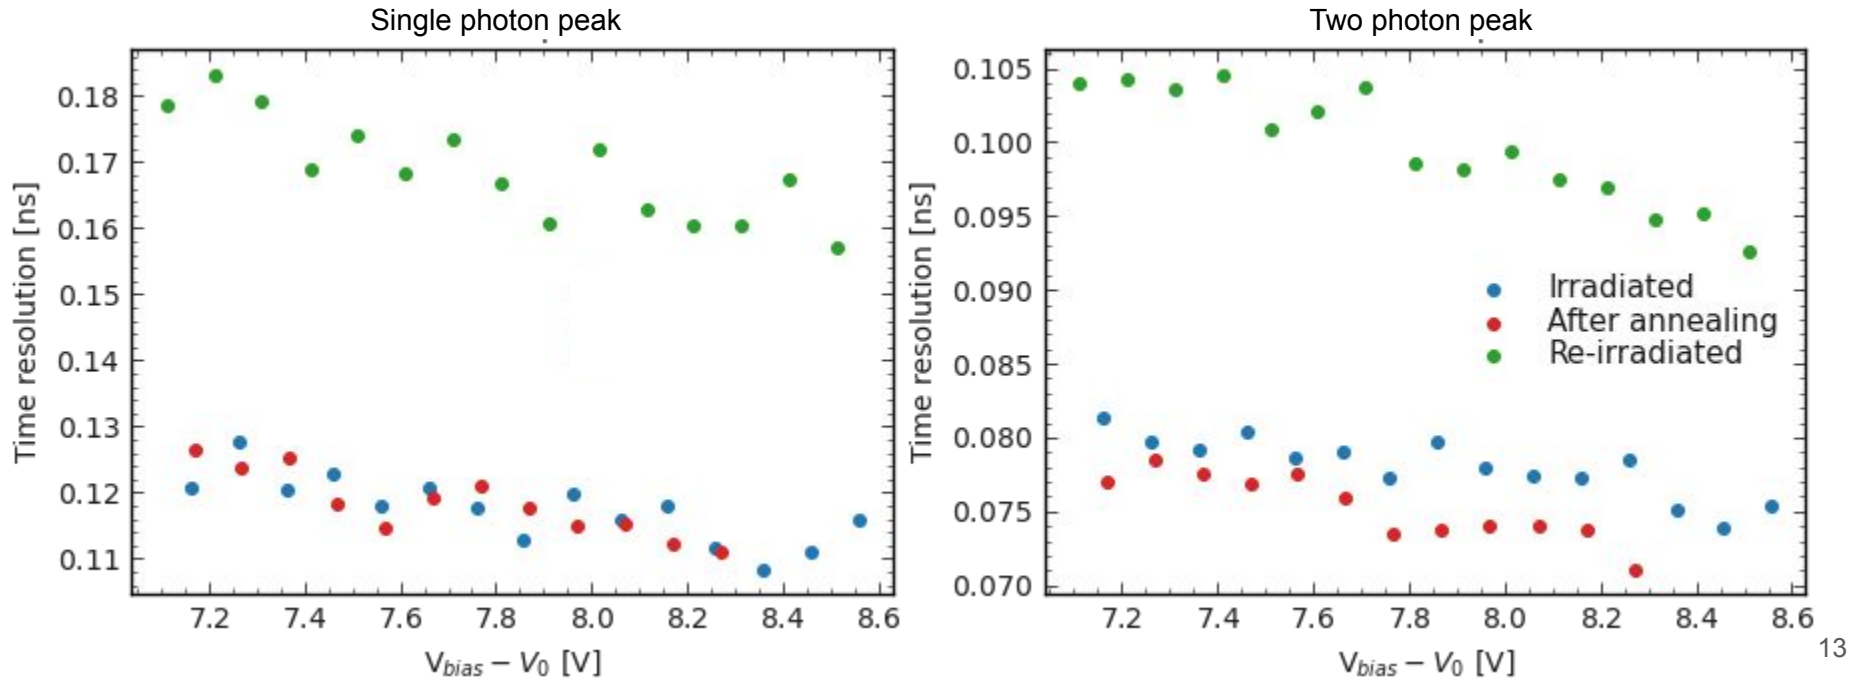 Single photon peak
Time resolution [ns]
0.18
0.17
0.16
0.15
0.14
0.13
0.12
0.11
7.2 7.4 7.6 7.8 8.0 8.2 8.4 8.6
V_bias − V_0 [V]
Two photon peak
Time resolution [ns]
0.105
0.100
0.095
0.090
0.085
0.080
0.075
0.070
Irradiated
After annealing
Re-irradiated
7.2 7.4 7.6 7.8 8.0 8.2 8.4 8.6
V_bias − V_0 [V]
13